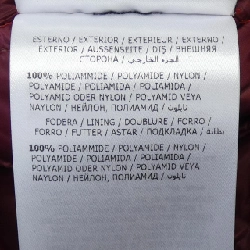 ESTERNO / EXTERIOR / EXTERIEUR / EXTERNO /
EXTERIOR / AUSSENSEITE / DIŞ / ВНЕШНЯЯ
СТОРОНА / الجزء الخارجي /
100% POLIAMMIDE / POLYAMIDE / NYLON /
POLYAMIDE / POLIAMIDA / POLIAMIDA /
POLYAMID ODER NYLON / POLYAMID VEYA
NAYLON / НЕЙЛОН, ПОЛИАМИД / نايلون /
FODERA / LINING / DOUBLURE / FORRO /
FORRO / FUTTER / ASTAR / ПОДКЛАДКА / بطانة /
100% POLIAMMIDE / POLYAMIDE / NYLON /
POLYAMIDE / POLIAMIDA / POLIAMIDA /
POLYAMID ODER NYLON / POLYAMID VEYA
NAYLON / НЕЙЛОН, ПОЛИАМИД / نايلون /